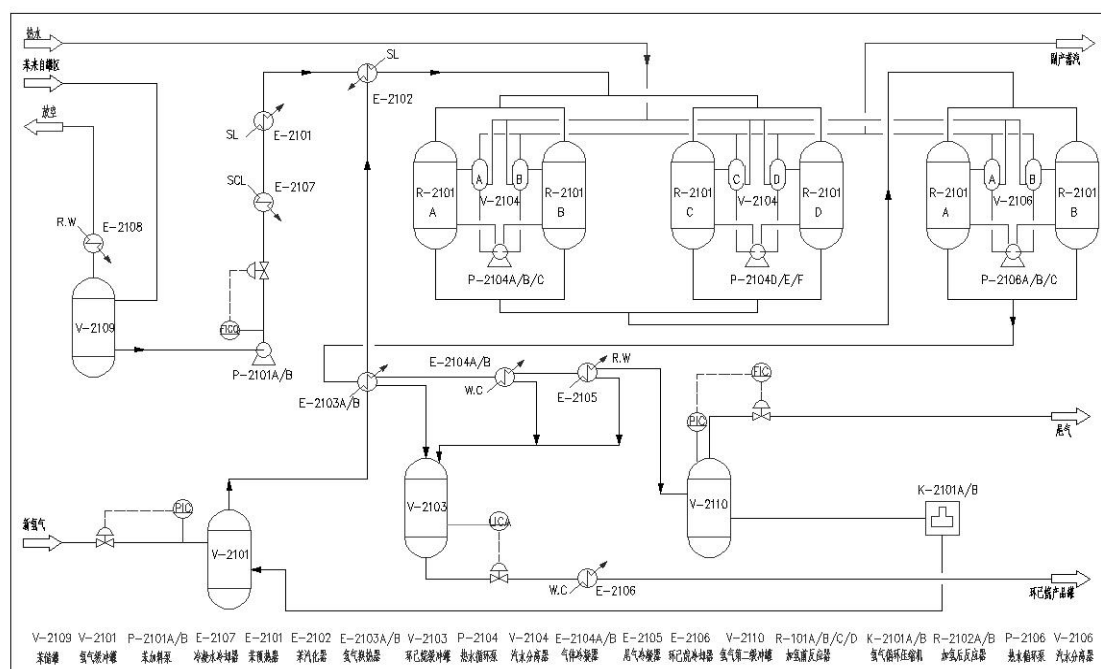 热水
苯来自罐区
放空
SL
E-2102
SL
E-2101
SCL
E-2107
R.W
E-2108
V-2109
FICQ
P-2101A/B
副产蒸汽
R-2101
A
A
B
V-2104
R-2101
B
P-2104A/B/C
R-2101
C
C
D
V-2104
R-2101
D
P-2104D/E/F
R-2101
A
A
B
V-2106
R-2101
B
P-2106A/B/C
E-2103A/B
E-2104A/B
W.C
R.W
E-2105
PIC
FIC
尾气
V-2103
LICA
V-2110
K-2101A/B
新氢气
PIC
V-2101
W.C
E-2106
环己烷产品罐
V-2109 V-2101 P-2101A/B E-2107 E-2101 E-2102 E-2103A/B V-2103 P-2104 V-2104 E-2104A/B E-2105 E-2106 V-2110 R-101A/B/C/D K-2101A/B R-2102A/B P-2106 V-2106
苯储罐 氢气缓冲罐 苯加料泵 冷凝水冷却器 苯预热器 苯汽化器 氢气换热器 环己烷缓冲罐 热水循环泵 汽水分离器 气体冷凝器 尾气冷凝器 环己烷冷却器 氢气第二缓冲罐 加氢前反应器 氢气循环压缩机 加氢后反应器 热水循环泵 汽水分离器